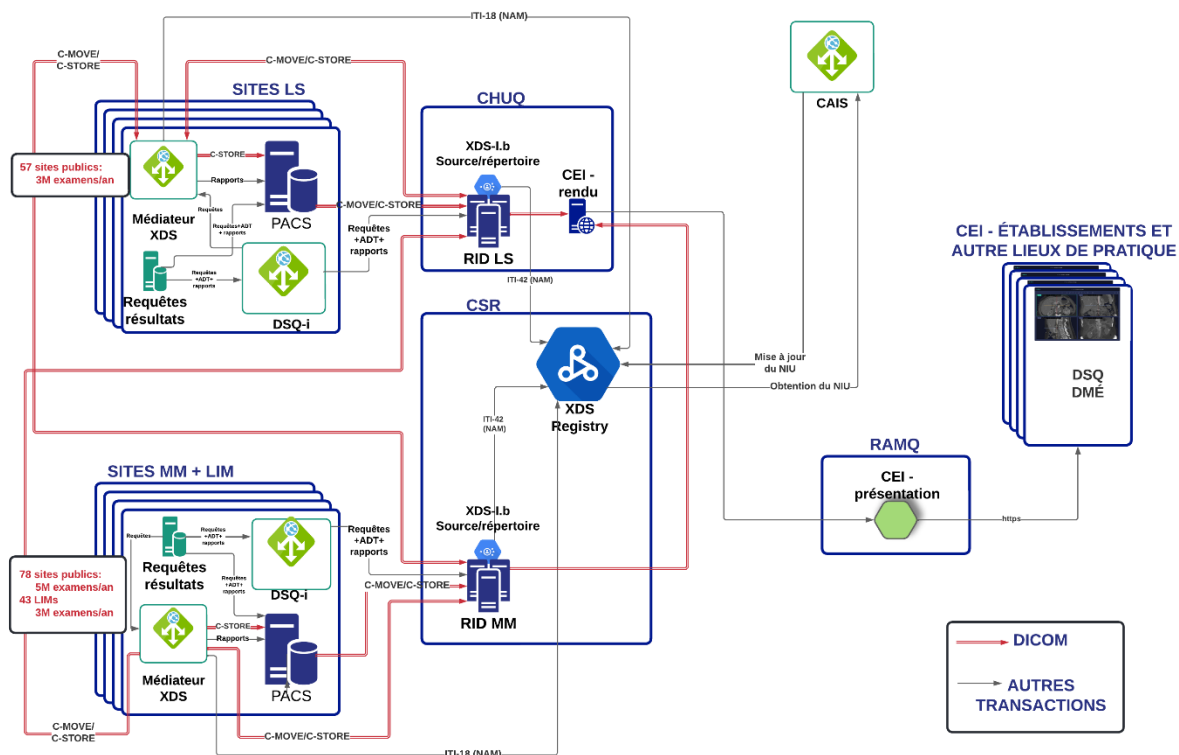 ITI-18 (NAM)
C-MOVE/
C-STORE
C-MOVE/C-STORE
SITES LS
57 sites publics:
3M examens/an
C-STORE
Rapports
Requêtes
Médiateur
XDS
PACS
Requêtes+ADT
+ rapports
Requêtes
+ADT+
rapports
Requêtes
résultats
DSQ-i
C-MOVE/C-STORE
Requêtes
+ADT+
rapports
CHUQ
XDS-I.b
Source/répertoire
CEI -
rendu
RID LS
ITI-42 (NAM)
CSR
XDS
Registry
ITI-42
(NAM)
XDS-I.b
Source/répertoire
RID MM
CAIS
Mise à jour
du NIU
Obtention du NIU
CEI - ÉTABLISSEMENTS ET
AUTRE LIEUX DE PRATIQUE
DSQ
DMÉ
RAMQ
CEI -
présentation
https
SITES MM + LIM
78 sites publics:
5M examens/an
43 LIMs
3M examens/an
Requêtes
Requêtes
+ADT+
rapports
Requêtes
résultats
DSQ-i
Requêtes
+ADT+
rapports
Requêtes
+ADT+
rapports
C-MOVE/C-STORE
C-STORE
Rapports
Médiateur
XDS
PACS
C-MOVE/
C-STORE
C-MOVE/C-STORE
ITI-18 (NAM)
DICOM
AUTRES
TRANSACTIONS